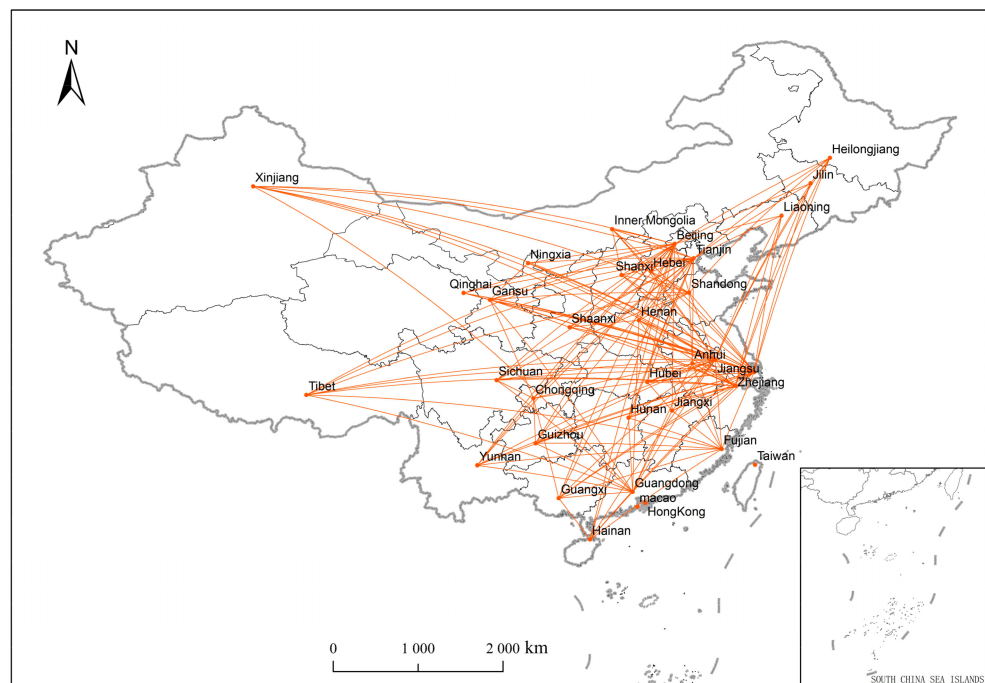 N
Heilongjiang
Jilin
Xinjiang
Liaoning
Inner Mongolia
Beijing
Tianjin
Ningxia
Hebei
Shanxi
Qinghai
Gansu
Shandong
Henan
Shaanxi
Anhui
Jiangsu
Sichuan
Hubei
Zhejiang
Tibet
Chongqing
Jiangxi
Hunan
Guizhou
Fujian
Yunnan
Taiwan
Guangxi
Guangdong
macao
HongKong
Hainan
0 1 000 2 000 km
SOUTH CHINA SEA ISLANDS